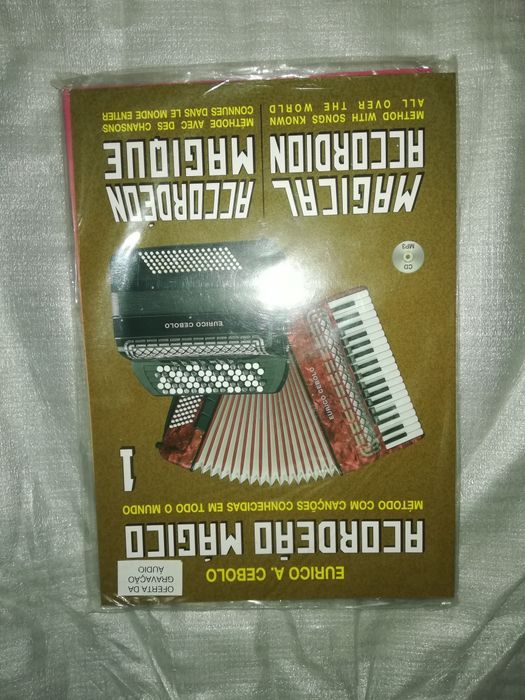 EURICO A. CEBOLO
OFERTA DA
GRAVAÇÃO
ÁUDIO
ACORDEÃO MÁGICO
MÉTODO COM CANÇÕES CONHECIDAS EM TODO O MUNDO
1
EURICO CEBOLO
EURICO CEBOLO
CD
MP3
MAGICAL
ACCORDION
METHOD WITH SONGS KNOWN
ALL OVER THE WORLD
ACCORDÉON
MAGIQUE
MÉTHODE AVEC DES CHANSONS
CONNUES DANS LE MONDE ENTIER